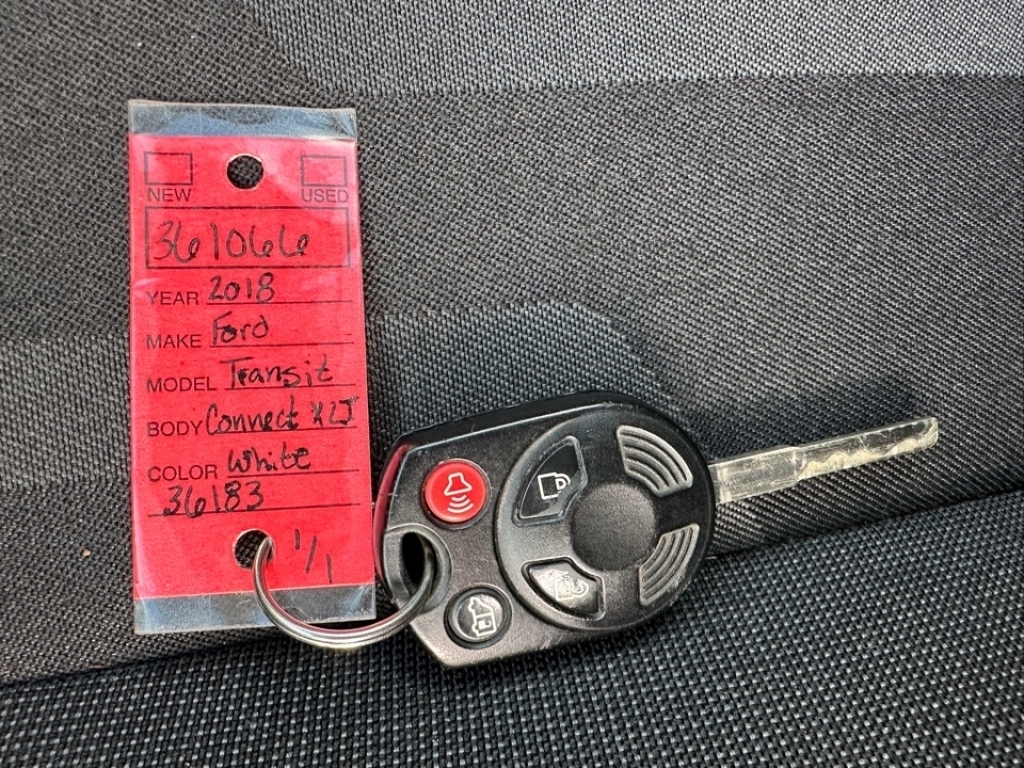 NEW USED
361066
YEAR 2018
MAKE Ford
MODEL Transit
BODY Connect XLT
COLOR White
36183
1/1